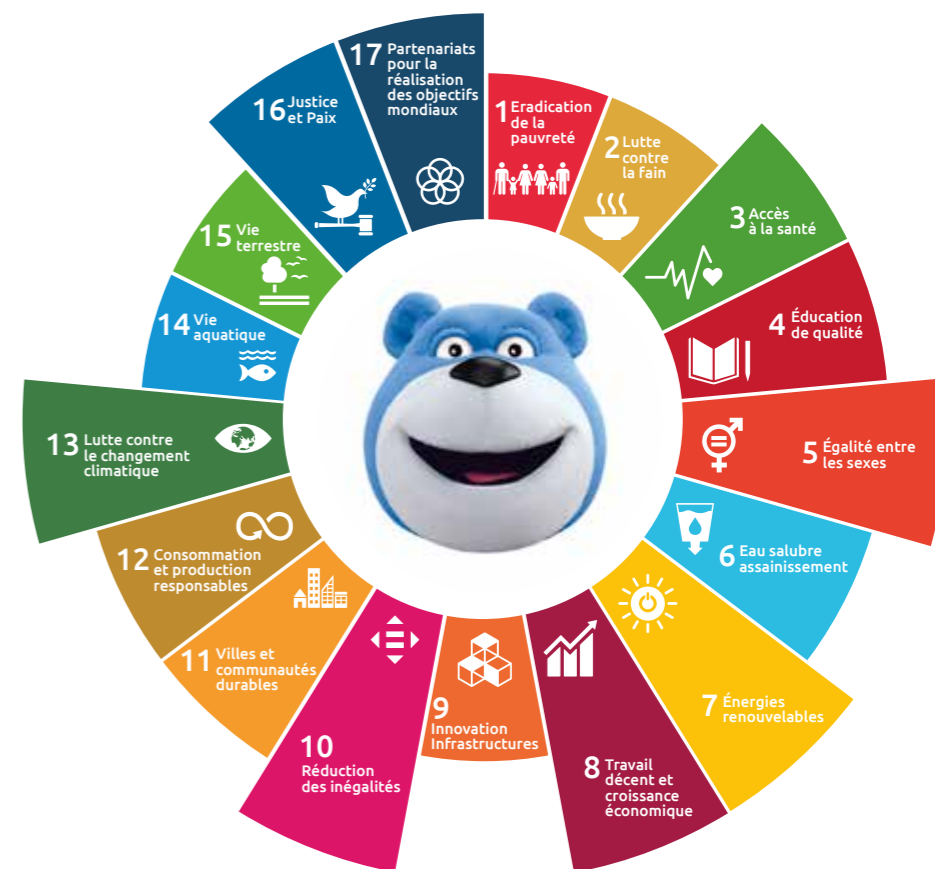 1 Eradication
de la
pauvreté
2 Lutte
contre
la fain
3 Accès
à la santé
4 Éducation
de qualité
5 Égalité entre
les sexes
6 Eau salubre
assainissement
7 Énergies
renouvelables
8 Travail
décent et
croissance
économique
9
Innovation
Infrastructures
10
Réduction
des inégalités
11 Villes et
communautés
durables
12 Consommation
et production
responsables
13 Lutte contre
le changement
climatique
14 Vie
aquatique
15 Vie
terrestre
16 Justice
et Paix
17 Partenariats
pour la
réalisation
des objectifs
mondiaux